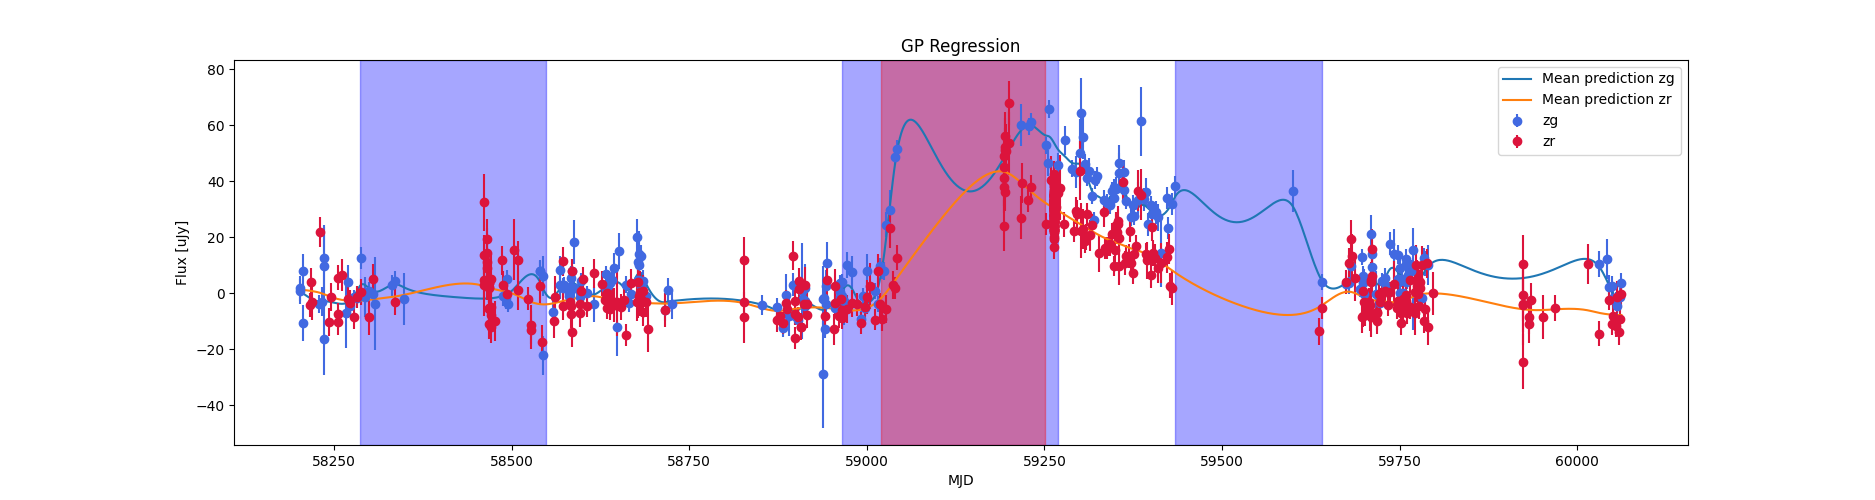 GP Regression
80
60
40
20
0
−20
−40
Flux [uJy]
58250
58500
58750
59000
59250
59500
59750
60000
MJD
Mean prediction zg
Mean prediction zr
zg
zr